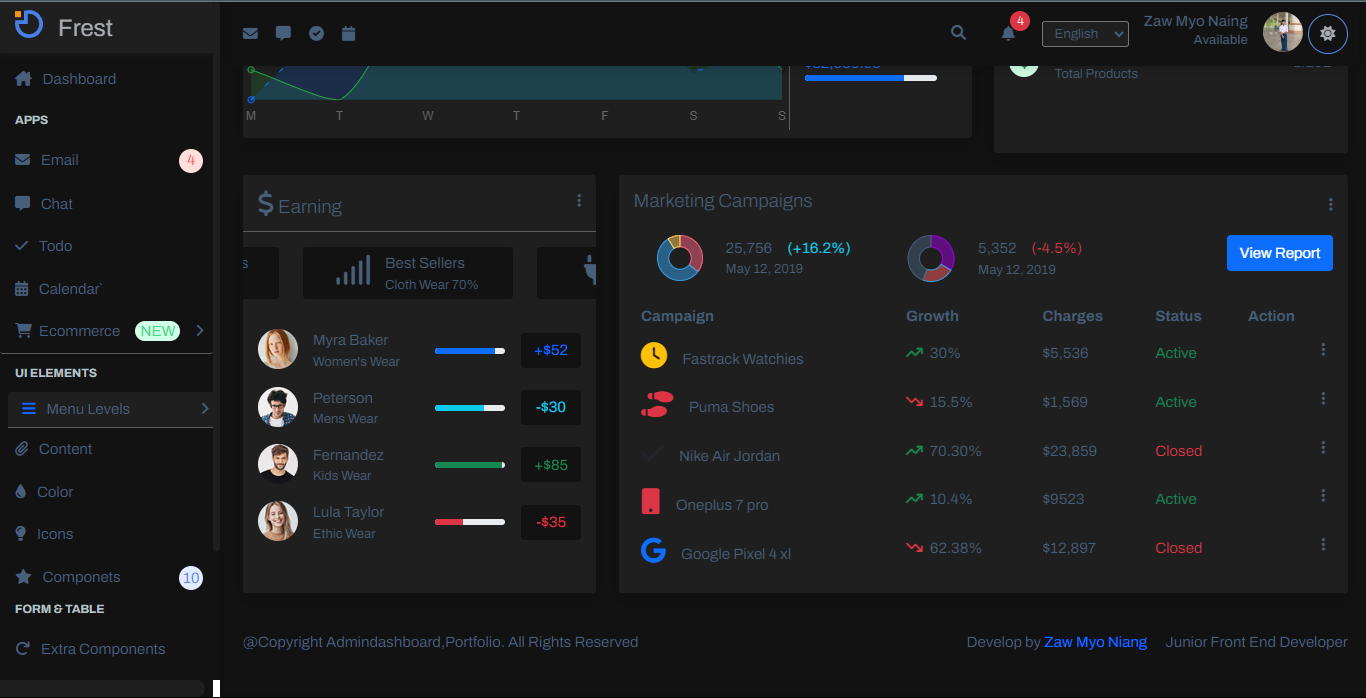 Frest
4
English
Zaw Myo Naing
Available
Dashboard
APPS
Email 4
Chat
Todo
Calendar`
Ecommerce NEW
UI ELEMENTS
Menu Levels
Content
Color
Icons
Componets 10
FORM & TABLE
Extra Components
M T W T F S S
Total Products
Earning
s
Best Sellers
Cloth Wear 70%
Myra Baker
Women's Wear
+$52
Peterson
Mens Wear
-$30
Fernandez
Kids Wear
+$85
Lula Taylor
Ethic Wear
-$35
Marketing Campaigns
25,756 (+16.2%)
May 12, 2019
5,352 (-4.5%)
May 12, 2019
View Report
Campaign Growth Charges Status Action
Fastrack Watchies 30% $5,536 Active
Puma Shoes 15.5% $1,569 Active
Nike Air Jordan 70.30% $23,859 Closed
Oneplus 7 pro 10.4% $9523 Active
Google Pixel 4 xl 62.38% $12,897 Closed
@Copyright Admindashboard,Portfolio. All Rights Reserved
Develop by Zaw Myo Niang Junior Front End Developer